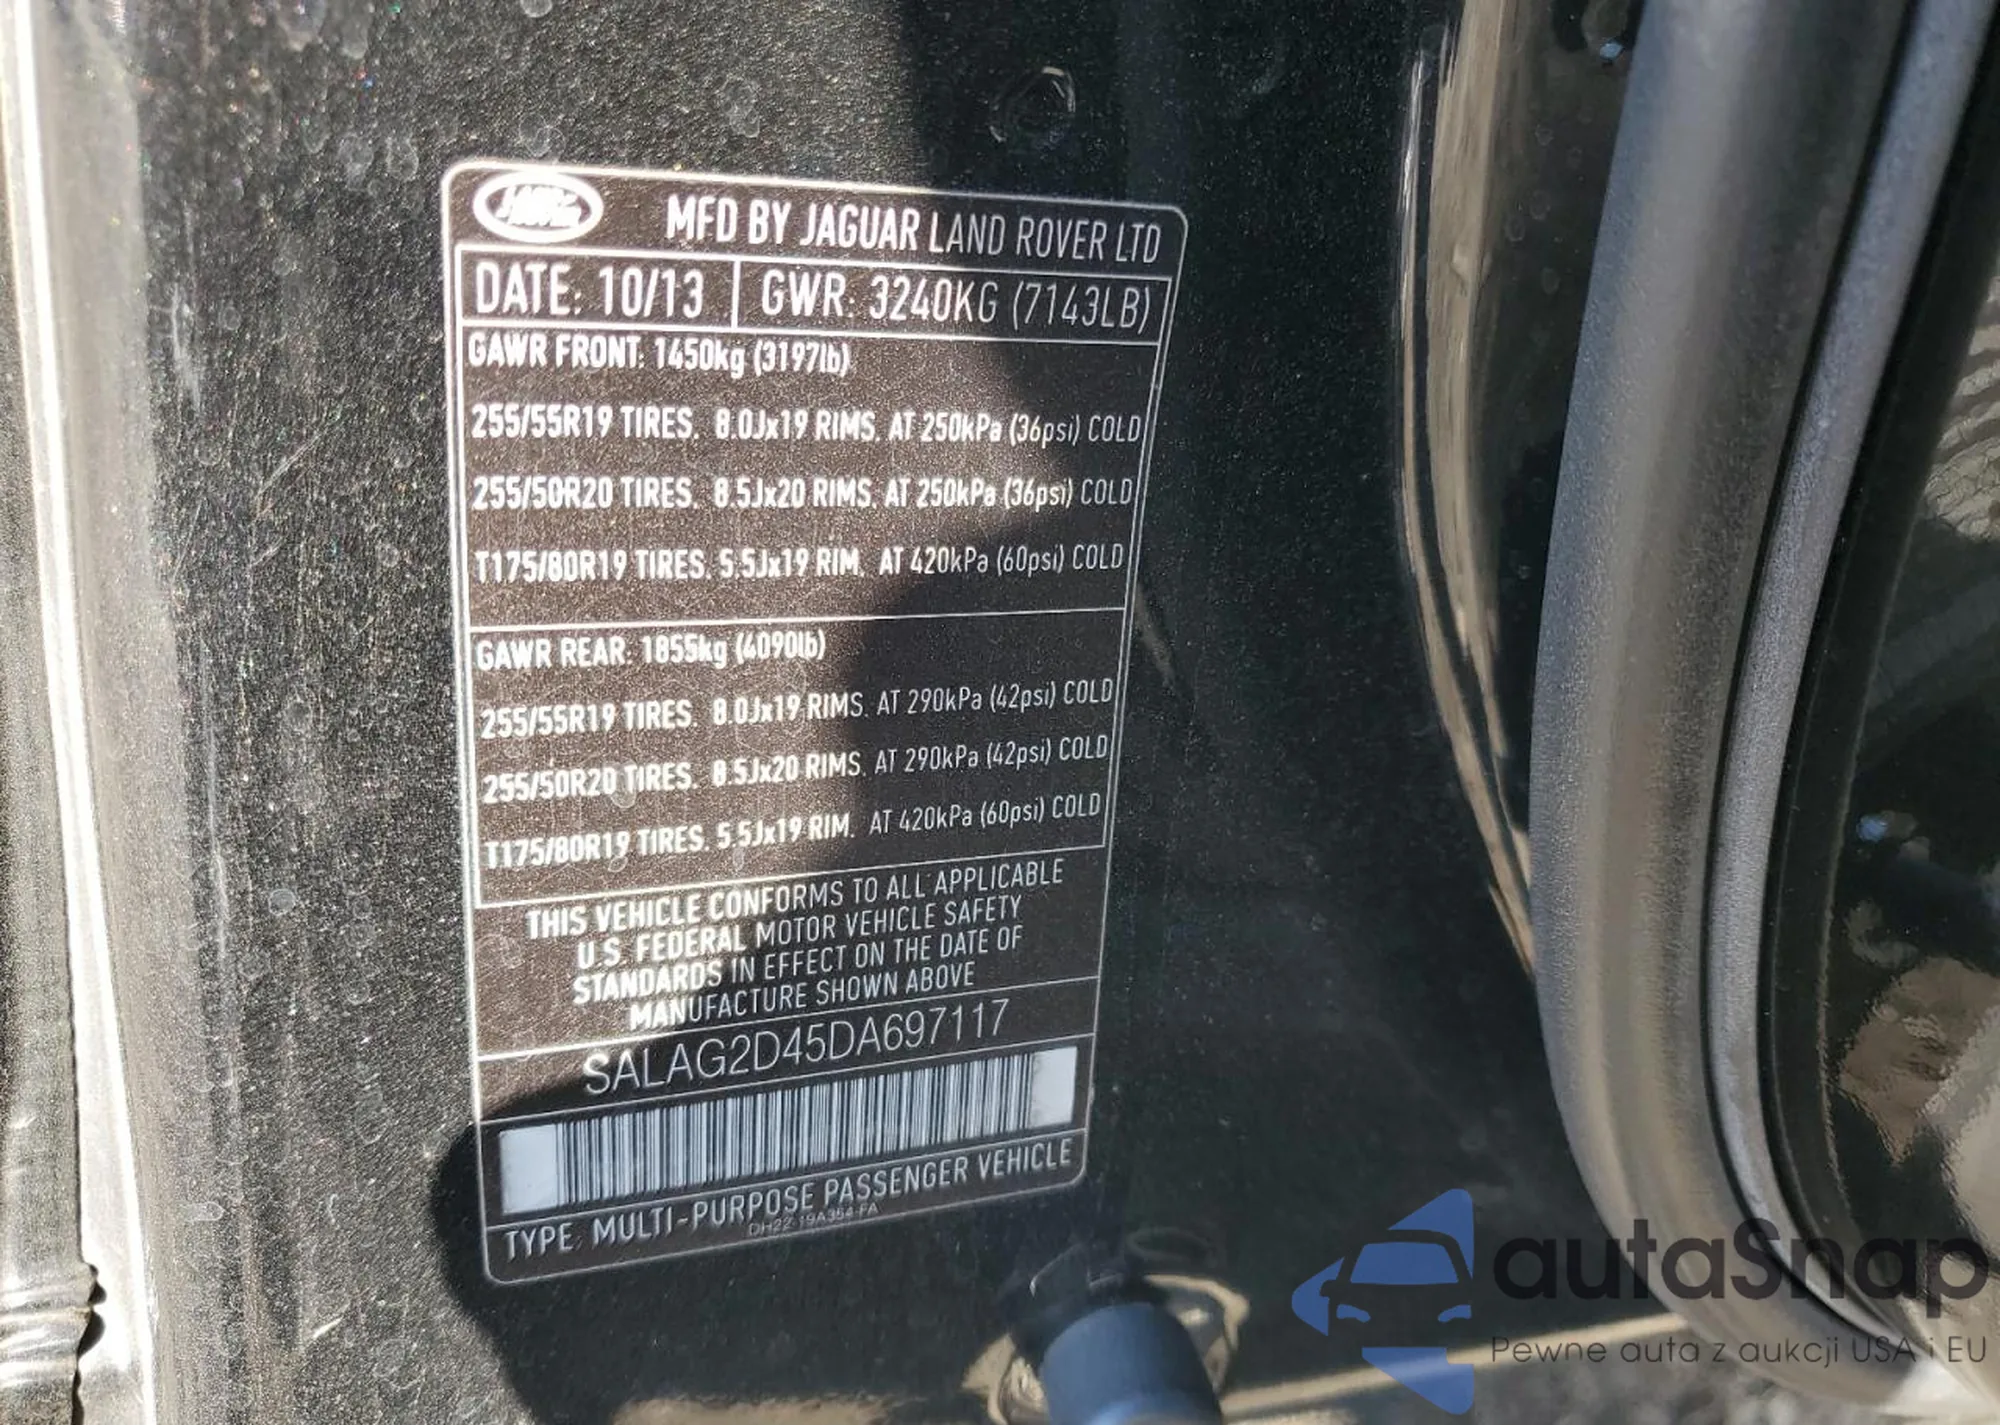 LAND ROVER
MFD BY JAGUAR LAND ROVER LTD
DATE: 10/13 GWR: 3240KG (7143LB)
GAWR FRONT: 1450kg (3197lb)
255/55R19 TIRES. 8.0Jx19 RIMS. AT 250kPa (36psi) COLD
255/50R20 TIRES. 8.5Jx20 RIMS. AT 250kPa (36psi) COLD
T175/80R19 TIRES. 5.5Jx19 RIM. AT 420kPa (60psi) COLD
GAWR REAR: 1855kg (4090lb)
255/55R19 TIRES. 8.0Jx19 RIMS. AT 290kPa (42psi) COLD
255/50R20 TIRES. 8.5Jx20 RIMS. AT 290kPa (42psi) COLD
T175/80R19 TIRES. 5.5Jx19 RIM. AT 420kPa (60psi) COLD
THIS VEHICLE CONFORMS TO ALL APPLICABLE
U.S. FEDERAL MOTOR VEHICLE SAFETY
STANDARDS IN EFFECT ON THE DATE OF
MANUFACTURE SHOWN ABOVE
SALAG2D45DA697117
TYPE: MULTI-PURPOSE PASSENGER VEHICLE
DH22-19A354-FA
autaSnap
Pewne auta z aukcji USA i EU